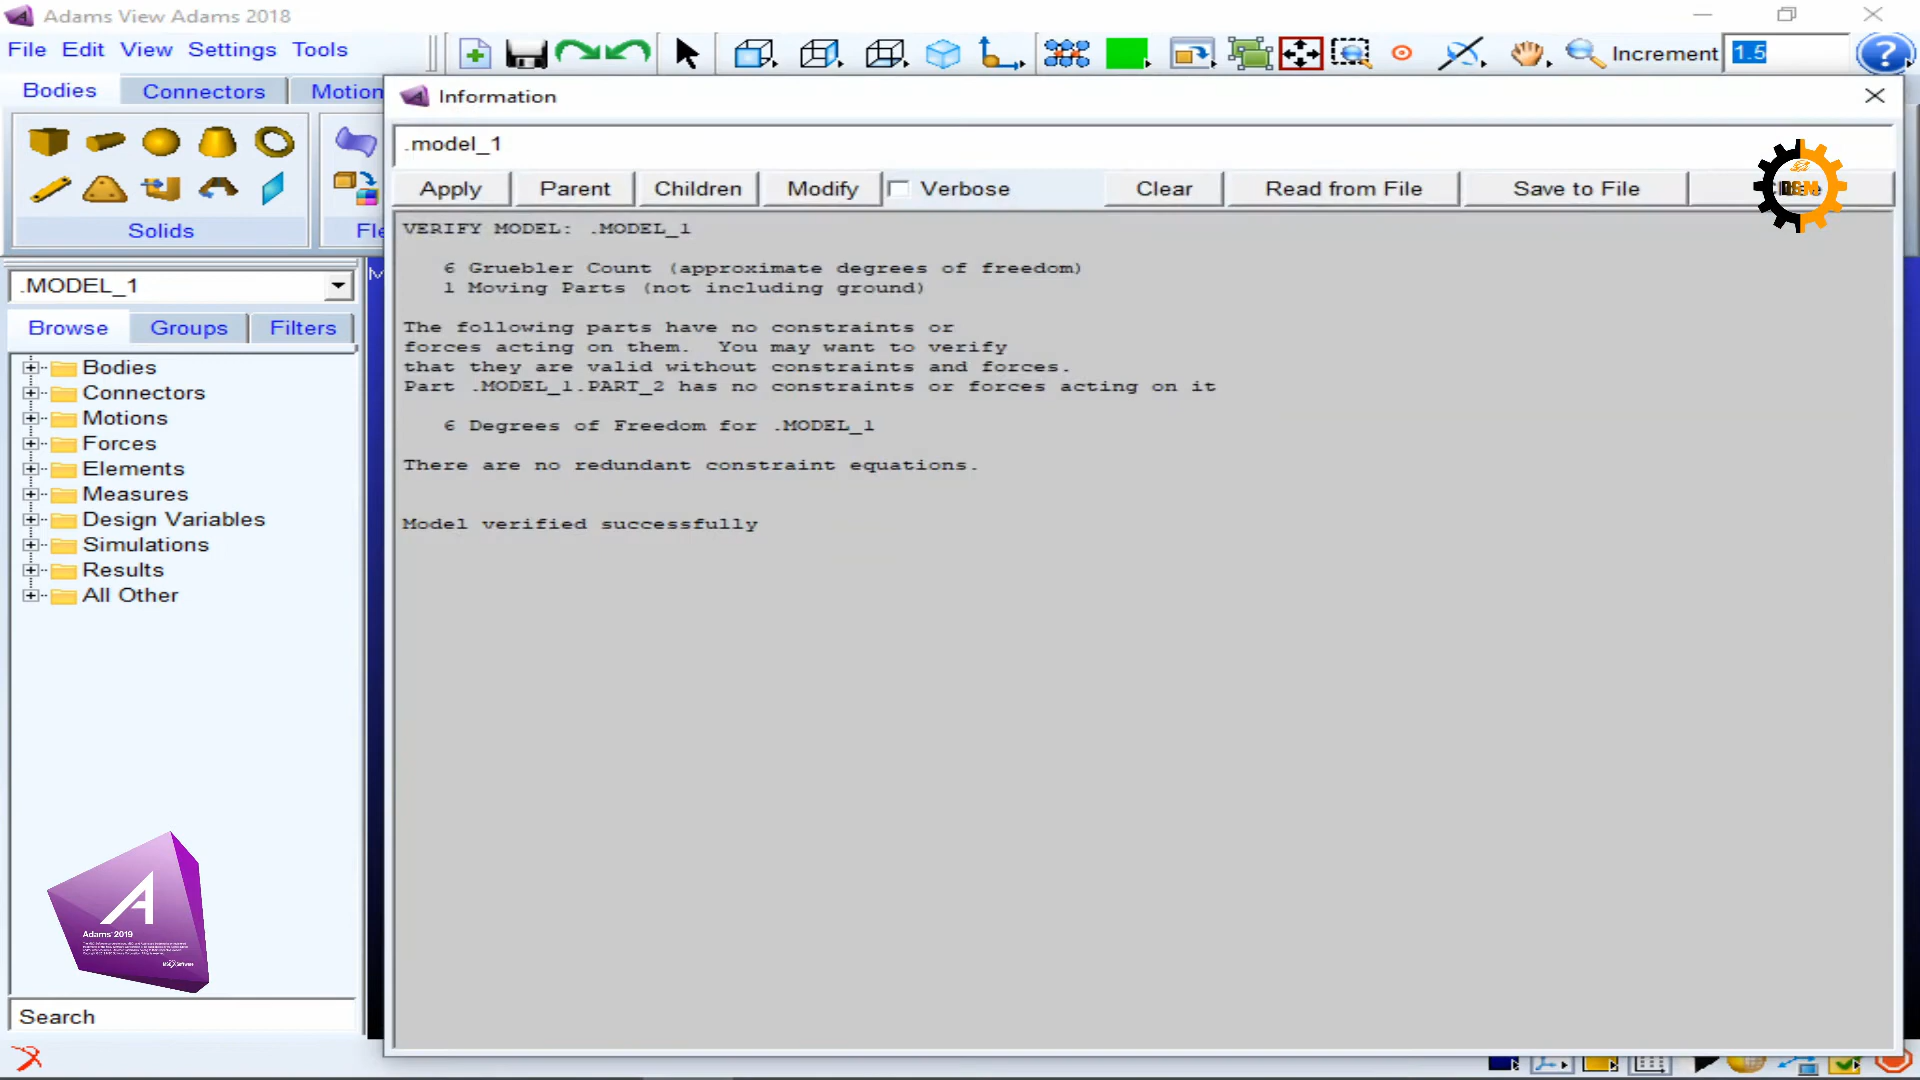 Adams View Adams 2018
File Edit View Settings Tools
Increment 1.5
Bodies Connectors Motion
Information
.model_1
Apply Parent Children Modify Verbose Clear Read from File Save to File
Solids
VERIFY MODEL: .MODEL_1
6 Gruebler Count (approximate degrees of freedom)
1 Moving Parts (not including ground)
The following parts have no constraints or
forces acting on them. You may want to verify
that they are valid without constraints and forces.
Part .MODEL_1.PART_2 has no constraints or forces acting on it
6 Degrees of Freedom for .MODEL_1
There are no redundant constraint equations.
Model verified successfully
.MODEL_1
Browse Groups Filters
Bodies
Connectors
Motions
Forces
Elements
Measures
Design Variables
Simulations
Results
All Other
A
Adams 2019
Search